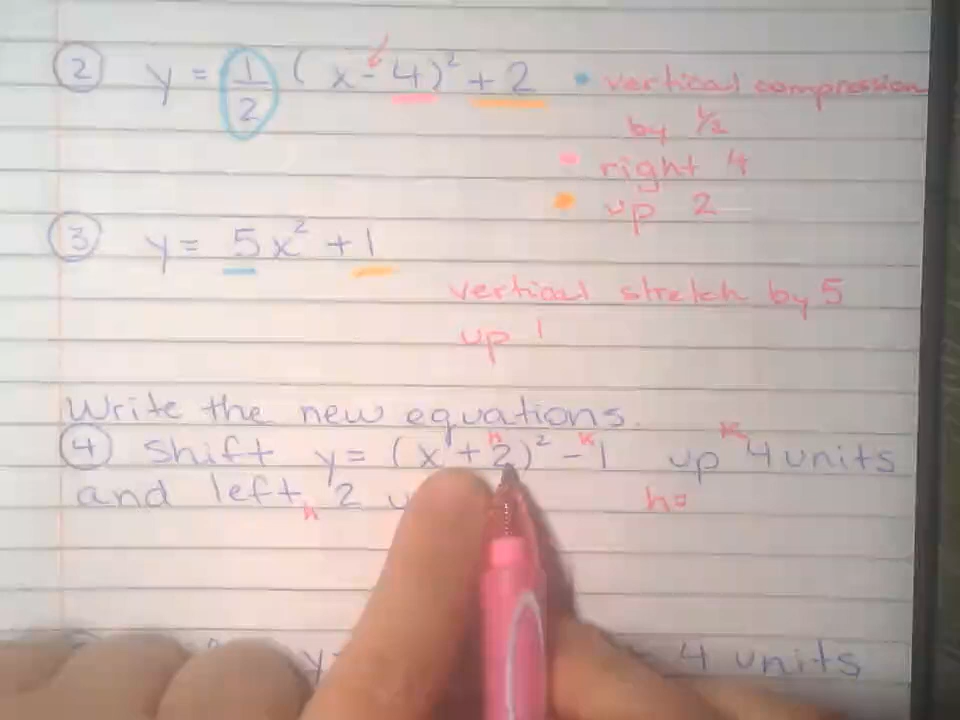 2 y = 1/2 (x - 4)² + 2 • vertical compression
by ½
• right 4
• up 2
3 y = 5x² + 1
vertical stretch by 5
up 1
Write the new equations.
h k k
4 shift y = (x + 2)² - 1 up 4 units
and left 2 u h=
h
y 4 units